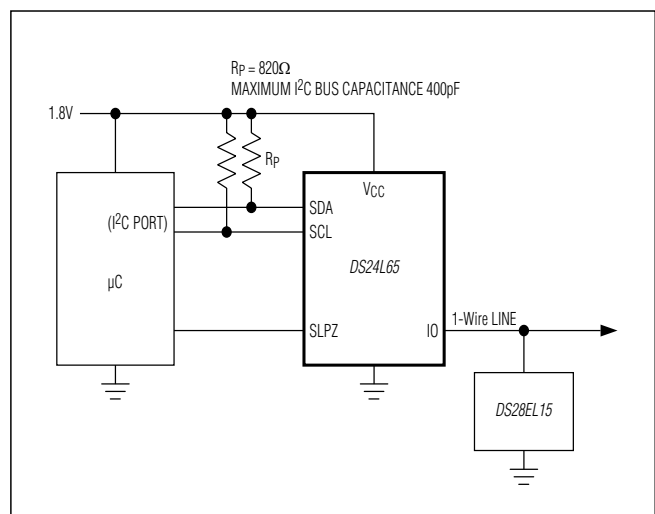 RP = 820Ω
MAXIMUM I2C BUS CAPACITANCE 400pF
1.8V
RP
VCC
(I2C PORT)
SDA
SCL
µC
DS24L65
SLPZ
IO
1-Wire LINE
DS28EL15